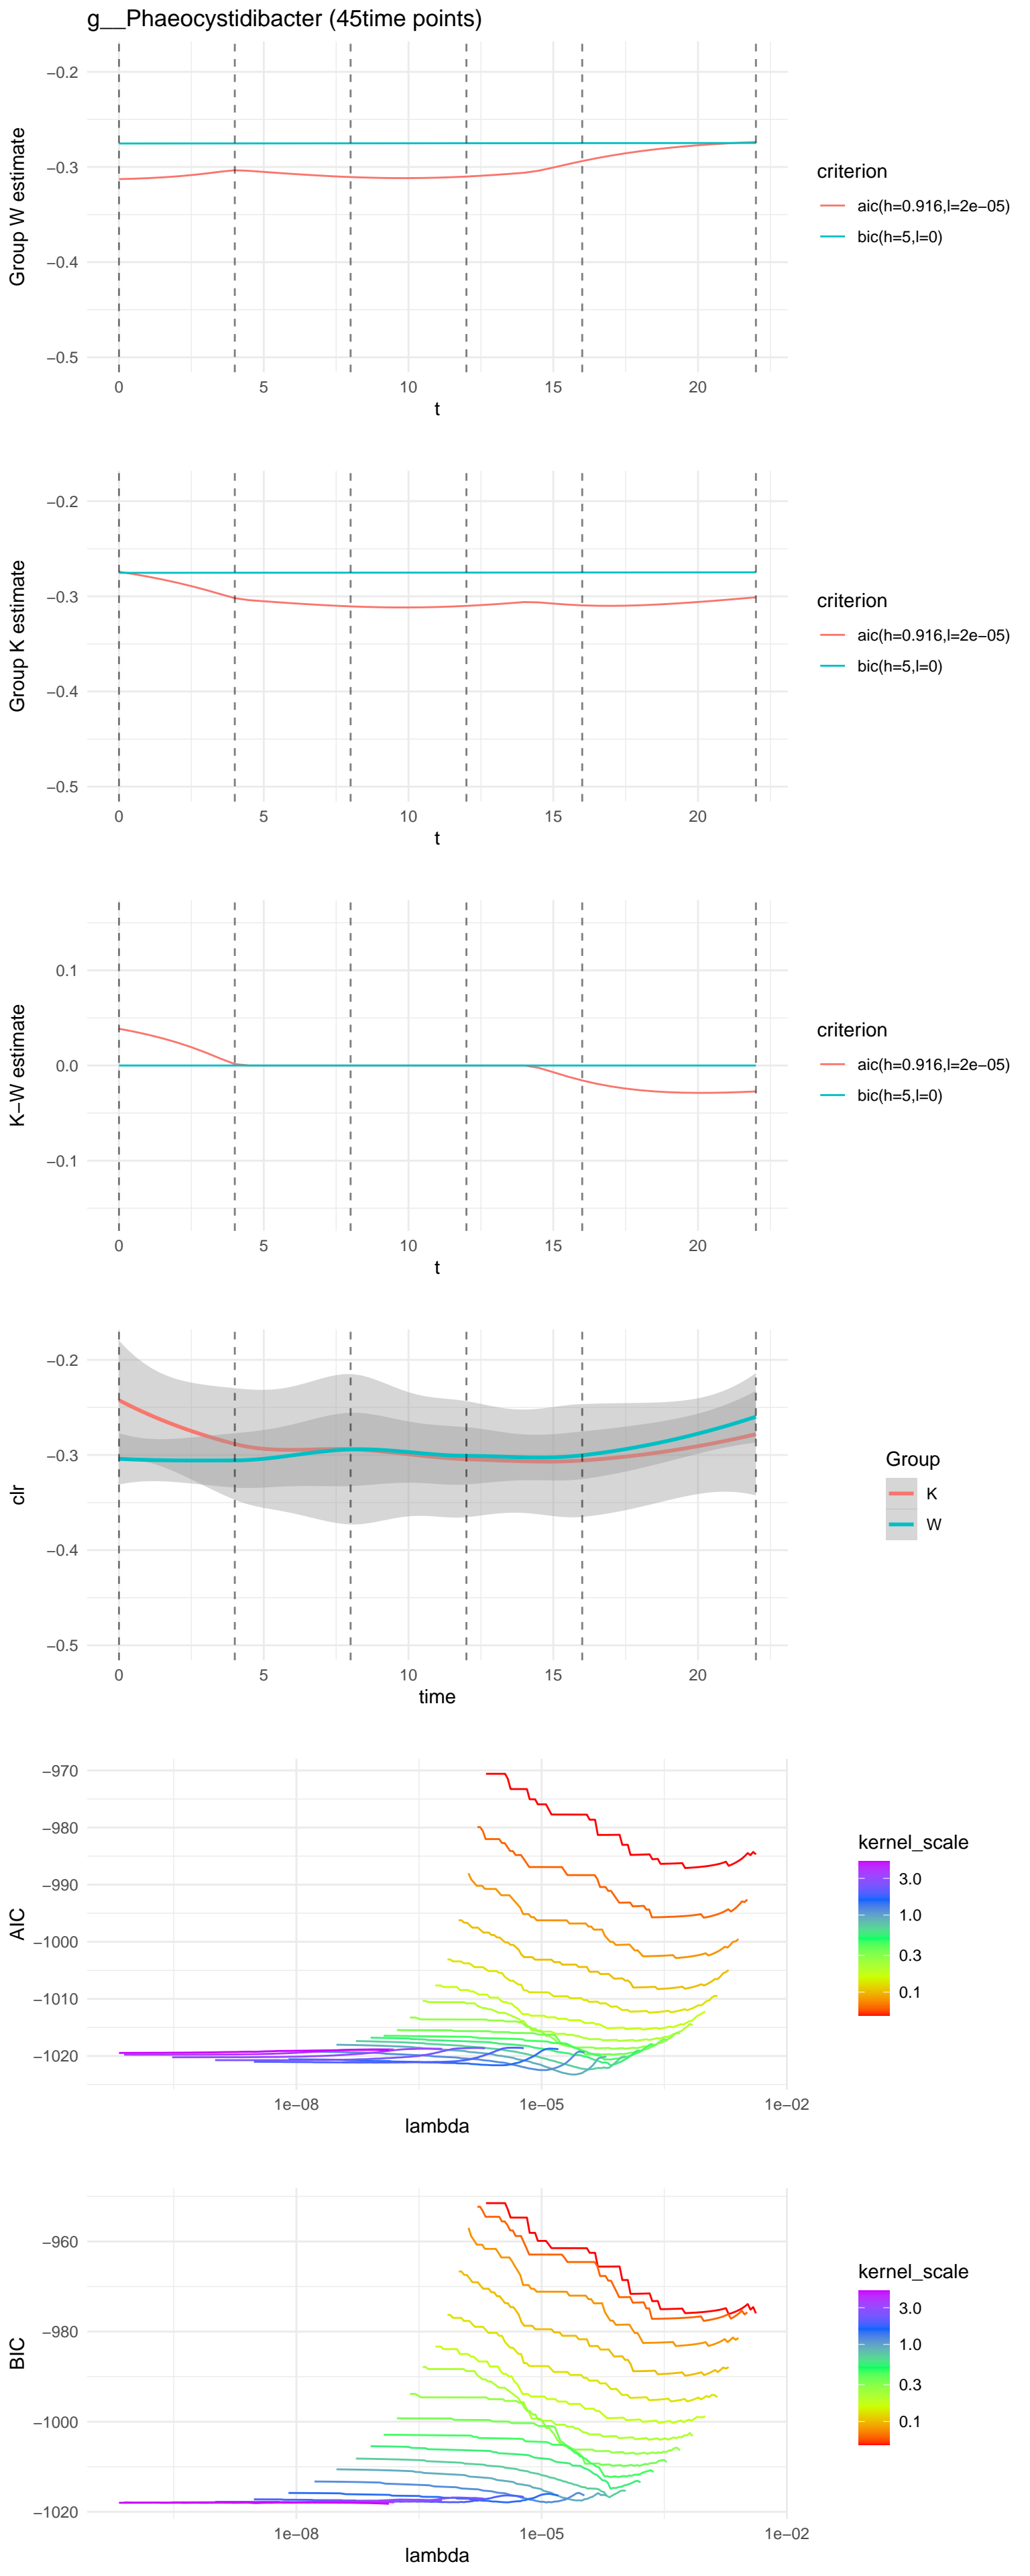 g__Phaeocystidibacter (45time points)
−0.2
−0.3
−0.4
−0.5
Group W estimate
0 5 10 15 20
t
criterion
aic(h=0.916,l=2e−05)
bic(h=5,l=0)
−0.2
−0.3
−0.4
−0.5
Group K estimate
0 5 10 15 20
t
criterion
aic(h=0.916,l=2e−05)
bic(h=5,l=0)
0.1
0.0
−0.1
K−W estimate
0 5 10 15 20
t
criterion
aic(h=0.916,l=2e−05)
bic(h=5,l=0)
−0.2
−0.3
−0.4
−0.5
clr
0 5 10 15 20
time
Group
K
W
−970
−980
−990
−1000
−1010
−1020
AIC
1e−08 1e−05 1e−02
lambda
kernel_scale
3.0
1.0
0.3
0.1
−960
−980
−1000
−1020
BIC
1e−08 1e−05 1e−02
lambda
kernel_scale
3.0
1.0
0.3
0.1